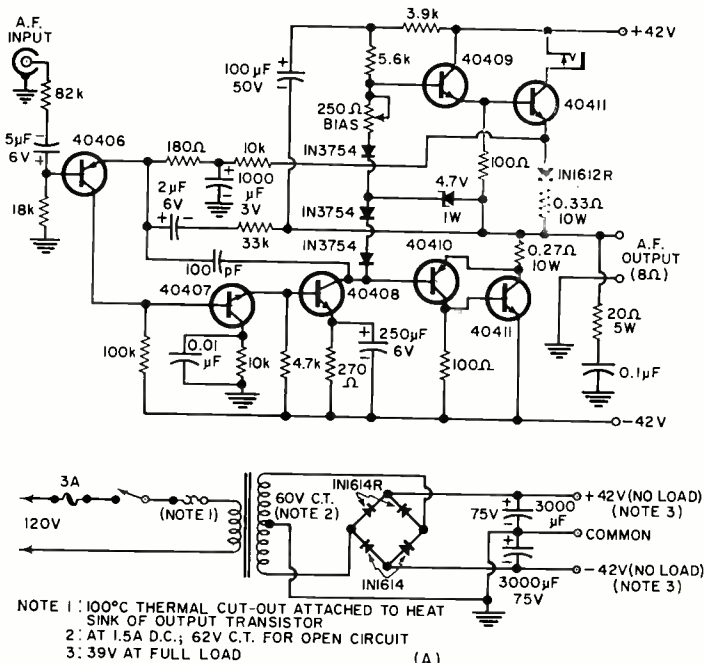 A.F.
INPUT
82k
5µF
6V
40406
18k
180Ω
10k
1000
µF
3V
2µF
6V
33k
100pF
100µF
50V
5.6k
3.9k
250Ω
BIAS
IN3754
IN3754
IN3754
4.7V
1W
40409
40411
100Ω
IN1612R
0.33Ω
10W
+42V
40410
0.27Ω
10W
A.F.
OUTPUT
(8Ω)
40407
40408
40411
20Ω
5W
0.1µF
100k
0.01
µF
10k
4.7k
270
Ω
250µF
6V
100Ω
-42V
3A
120V
(NOTE 1)
60V C.T.
(NOTE 2)
IN1614R
IN1614
75V
3000
µF
3000µF
75V
+42V (NO LOAD)
(NOTE 3)
COMMON
-42V (NO LOAD)
(NOTE 3)
NOTE 1: 100°C THERMAL CUT-OUT ATTACHED TO HEAT
SINK OF OUTPUT TRANSISTOR
2: AT 1.5A D.C.; 62V C.T. FOR OPEN CIRCUIT
3: 39V AT FULL LOAD
(A)